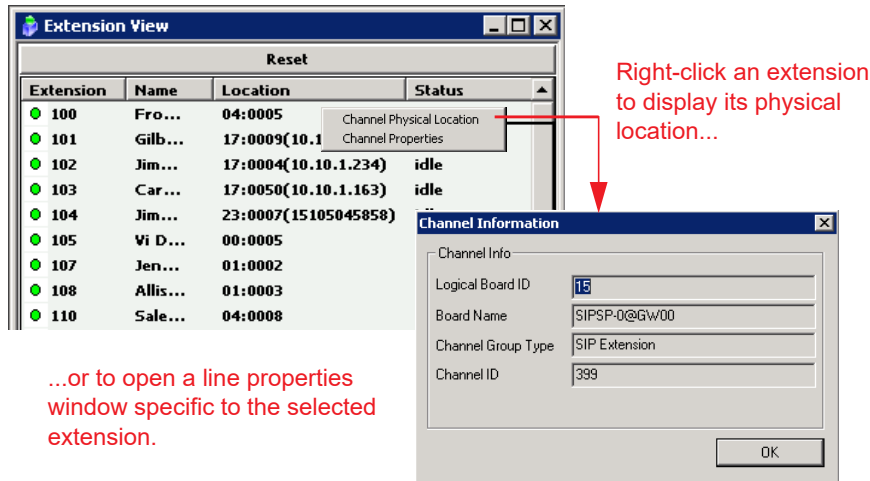 Extension View
Reset
Extension Name Location Status
100 Fro... 04:0005
101 Gilb... 17:0009(10.1
102 Jim... 17:0004(10.10.1.234) idle
103 Car... 17:0050(10.10.1.163) idle
104 Jim... 23:0007(15105045858)
105 Vi D... 00:0005
107 Jen... 01:0002
108 Allis... 01:0003
110 Sale... 04:0008
Channel Physical Location
Channel Properties
Right-click an extension
to display its physical
location...
Channel Information
Channel Info
Logical Board ID 15
Board Name SIPSP-0@GW00
Channel Group Type SIP Extension
Channel ID 399
OK
...or to open a line properties
window specific to the selected
extension.